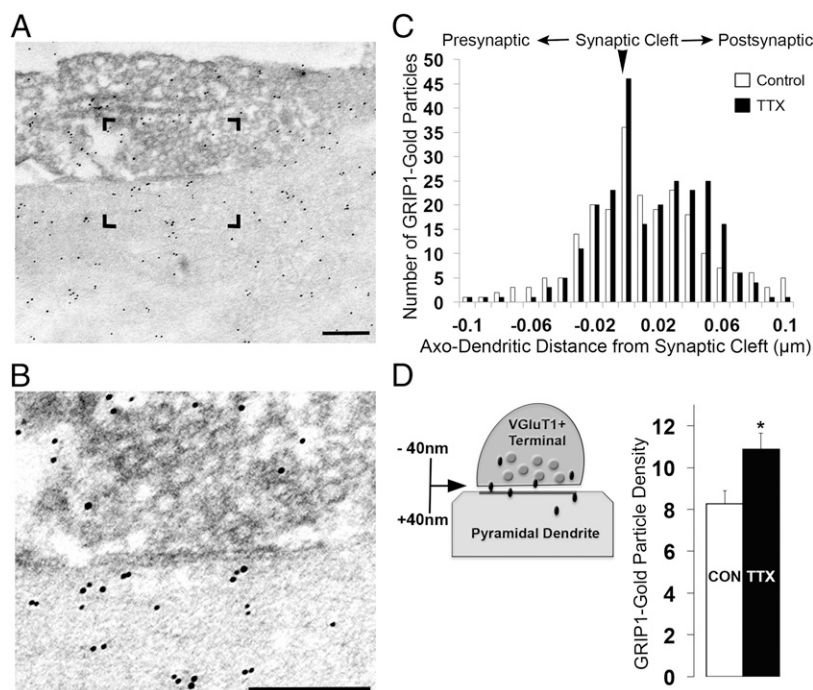 A
B
C
Presynaptic
Synaptic Cleft
Postsynaptic
Number of GRIP1-Gold Particles
50
45
40
35
30
25
20
15
10
5
0
Control
TTX
-0.1
-0.06
-0.02
0.02
0.06
0.1
Axo-Dendritic Distance from Synaptic Cleft (µm)
D
VGluT1+
Terminal
- 40nm
+40nm
Pyramidal Dendrite
GRIP1-Gold Particle Density
12
10
8
6
4
2
0
*
CON
TTX